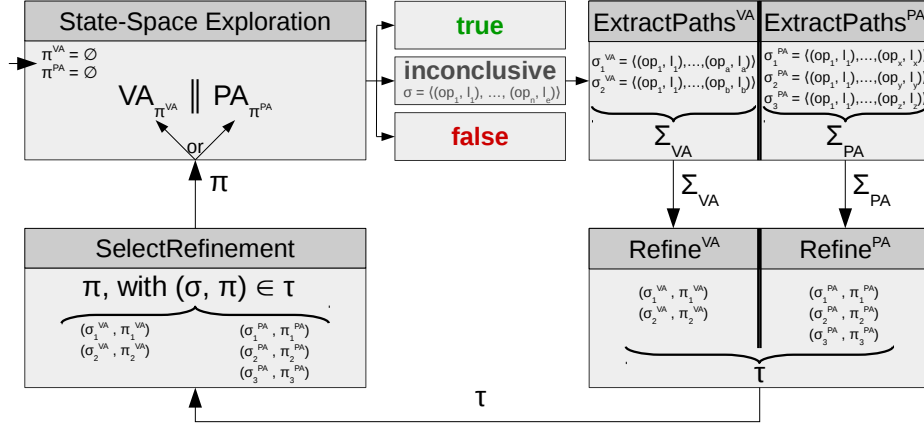 State-Space Exploration
π^VA = ∅
π^PA = ∅
VA_π^VA ∥ PA_π^PA
or
π
true
inconclusive
σ = ⟨(op_1, l_1), ..., (op_n, l_e)⟩
false
ExtractPaths^VA
σ_1^VA = ⟨(op_1, l_1),...,(op_a, l_a)⟩
σ_2^VA = ⟨(op_1, l_1),...,(op_b, l_b)⟩
Σ_VA
ExtractPaths^PA
σ_1^PA = ⟨(op_1, l_1),...,(op_x, l_x)⟩
σ_2^PA = ⟨(op_1, l_1),...,(op_y, l_y)⟩
σ_3^PA = ⟨(op_1, l_1),...,(op_z, l_z)⟩
Σ_PA
Σ_VA
Σ_PA
SelectRefinement
π, with (σ, π) ∈ τ
(σ_1^VA , π_1^VA)
(σ_2^VA , π_2^VA)
(σ_1^PA , π_1^PA)
(σ_2^PA , π_2^PA)
(σ_3^PA , π_3^PA)
Refine^VA
(σ_1^VA , π_1^VA)
(σ_2^VA , π_2^VA)
Refine^PA
(σ_1^PA , π_1^PA)
(σ_2^PA , π_2^PA)
(σ_3^PA , π_3^PA)
τ
τ